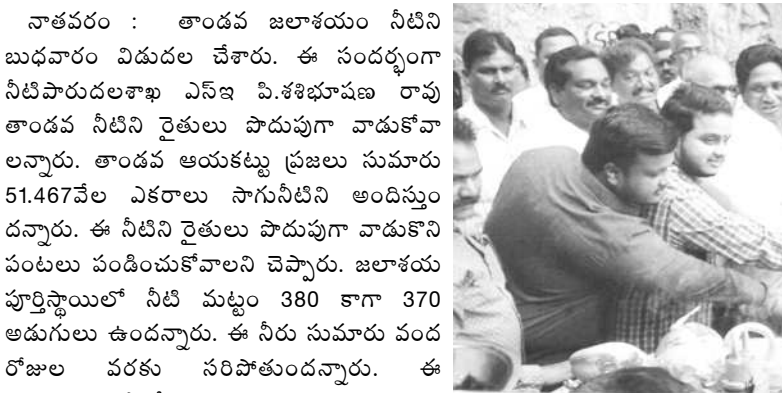 నాతవరం : తాండవ జలాశయం నీటిని
బుధవారం విడుదల చేశారు. ఈ సందర్భంగా
నీటిపారుదలశాఖ ఎస్ఇ పి.శశిభూషణ రావు
తాండవ నీటిని రైతులు పొదుపుగా వాడుకోవా
లన్నారు. తాండవ ఆయకట్టు ప్రజలు సుమారు
51.467వేల ఎకరాలు సాగునీటిని అందిస్తుం
దన్నారు. ఈ నీటిని రైతులు పొదుపుగా వాడుకొని
పంటలు పండించుకోవాలని చెప్పారు. జలాశయ
పూర్తిస్థాయిలో నీటి మట్టం 380 కాగా 370
అడుగులు ఉందన్నారు. ఈ నీరు సుమారు వంద
రోజుల వరకు సరిపోతుందన్నారు. ఈ